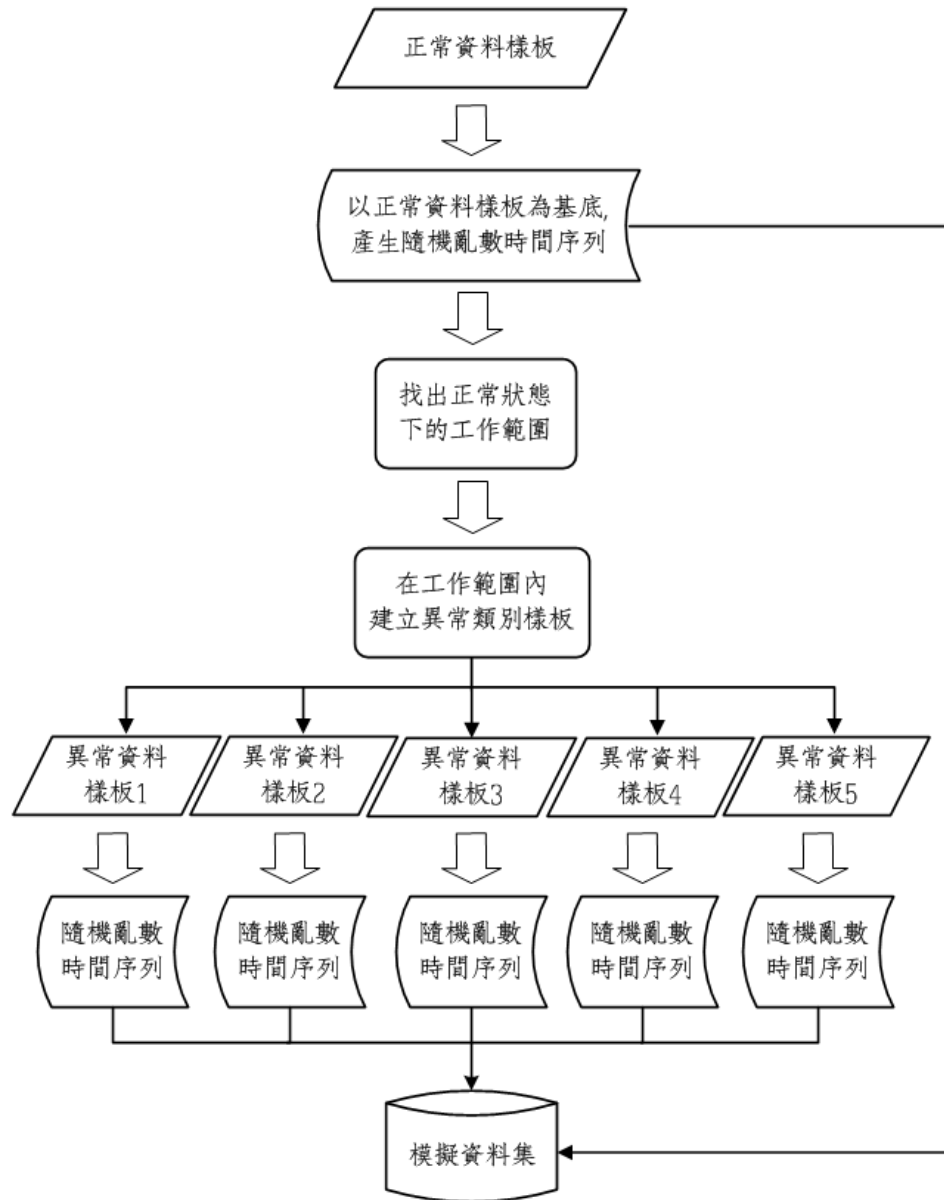 正常資料樣板
以正常資料樣板為基底,
產生隨機亂數時間序列
找出正常狀態
下的工作範圍
在工作範圍內
建立異常類別樣板
異常資料
樣板1
異常資料
樣板2
異常資料
樣板3
異常資料
樣板4
異常資料
樣板5
隨機亂數
時間序列
隨機亂數
時間序列
隨機亂數
時間序列
隨機亂數
時間序列
隨機亂數
時間序列
模擬資料集